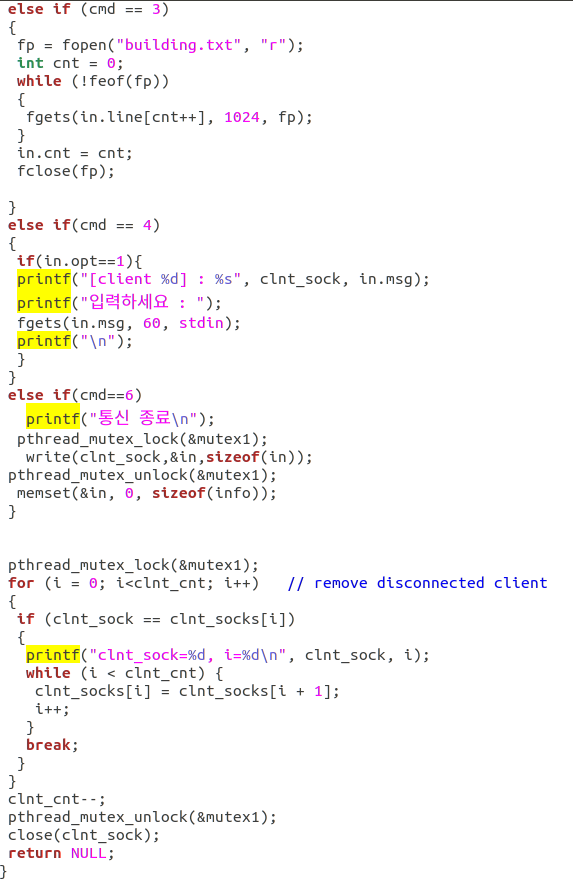 else if (cmd == 3)
{
fp = fopen("building.txt", "r");
int cnt = 0;
while (!feof(fp))
{
fgets(in.line[cnt++], 1024, fp);
}
in.cnt = cnt;
fclose(fp);
}
else if(cmd == 4)
{
if(in.opt==1){
printf("[client %d] : %s", clnt_sock, in.msg);
printf("입력하세요 : ");
fgets(in.msg, 60, stdin);
printf("\n");
}
}
else if(cmd==6)
printf("통신 종료\n");
pthread_mutex_lock(&mutex1);
write(clnt_sock,&in,sizeof(in));
pthread_mutex_unlock(&mutex1);
memset(&in, 0, sizeof(info));
}
pthread_mutex_lock(&mutex1);
for (i = 0; i<clnt_cnt; i++)   // remove disconnected client
{
if (clnt_sock == clnt_socks[i])
{
printf("clnt_sock=%d, i=%d\n", clnt_sock, i);
while (i < clnt_cnt) {
clnt_socks[i] = clnt_socks[i + 1];
i++;
}
break;
}
}
clnt_cnt--;
pthread_mutex_unlock(&mutex1);
close(clnt_sock);
return NULL;
}